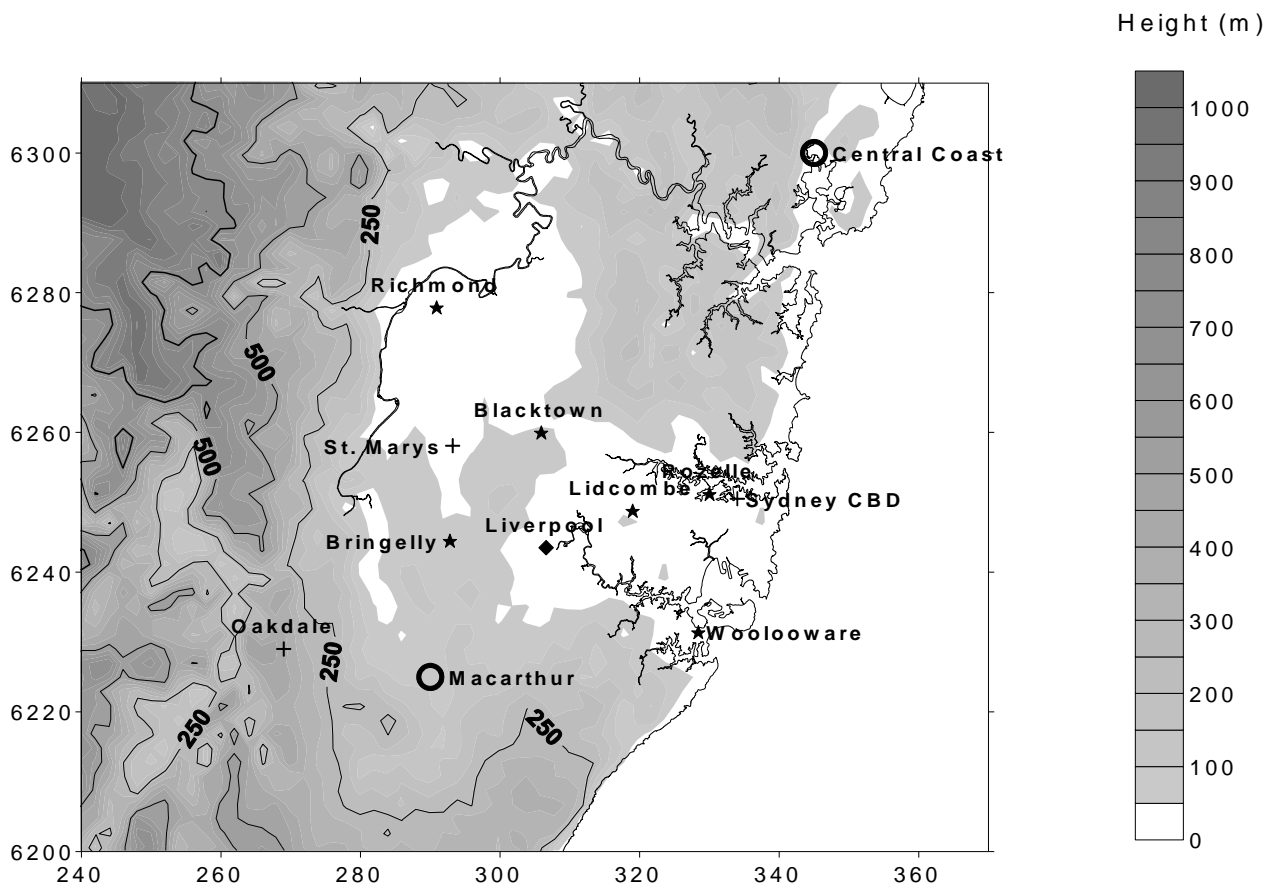 Height (m)
1000
900
800
700
600
500
400
300
200
100
0
6300
6280
6260
6240
6220
6200
240
260
280
300
320
340
360
Central Coast
250
Richmond
500
Blacktown
St. Marys
500
Rozelle
Lidcombe
Sydney CBD
Liverpool
Bringelly
Oakdale
Woolooware
250
Macarthur
250
250